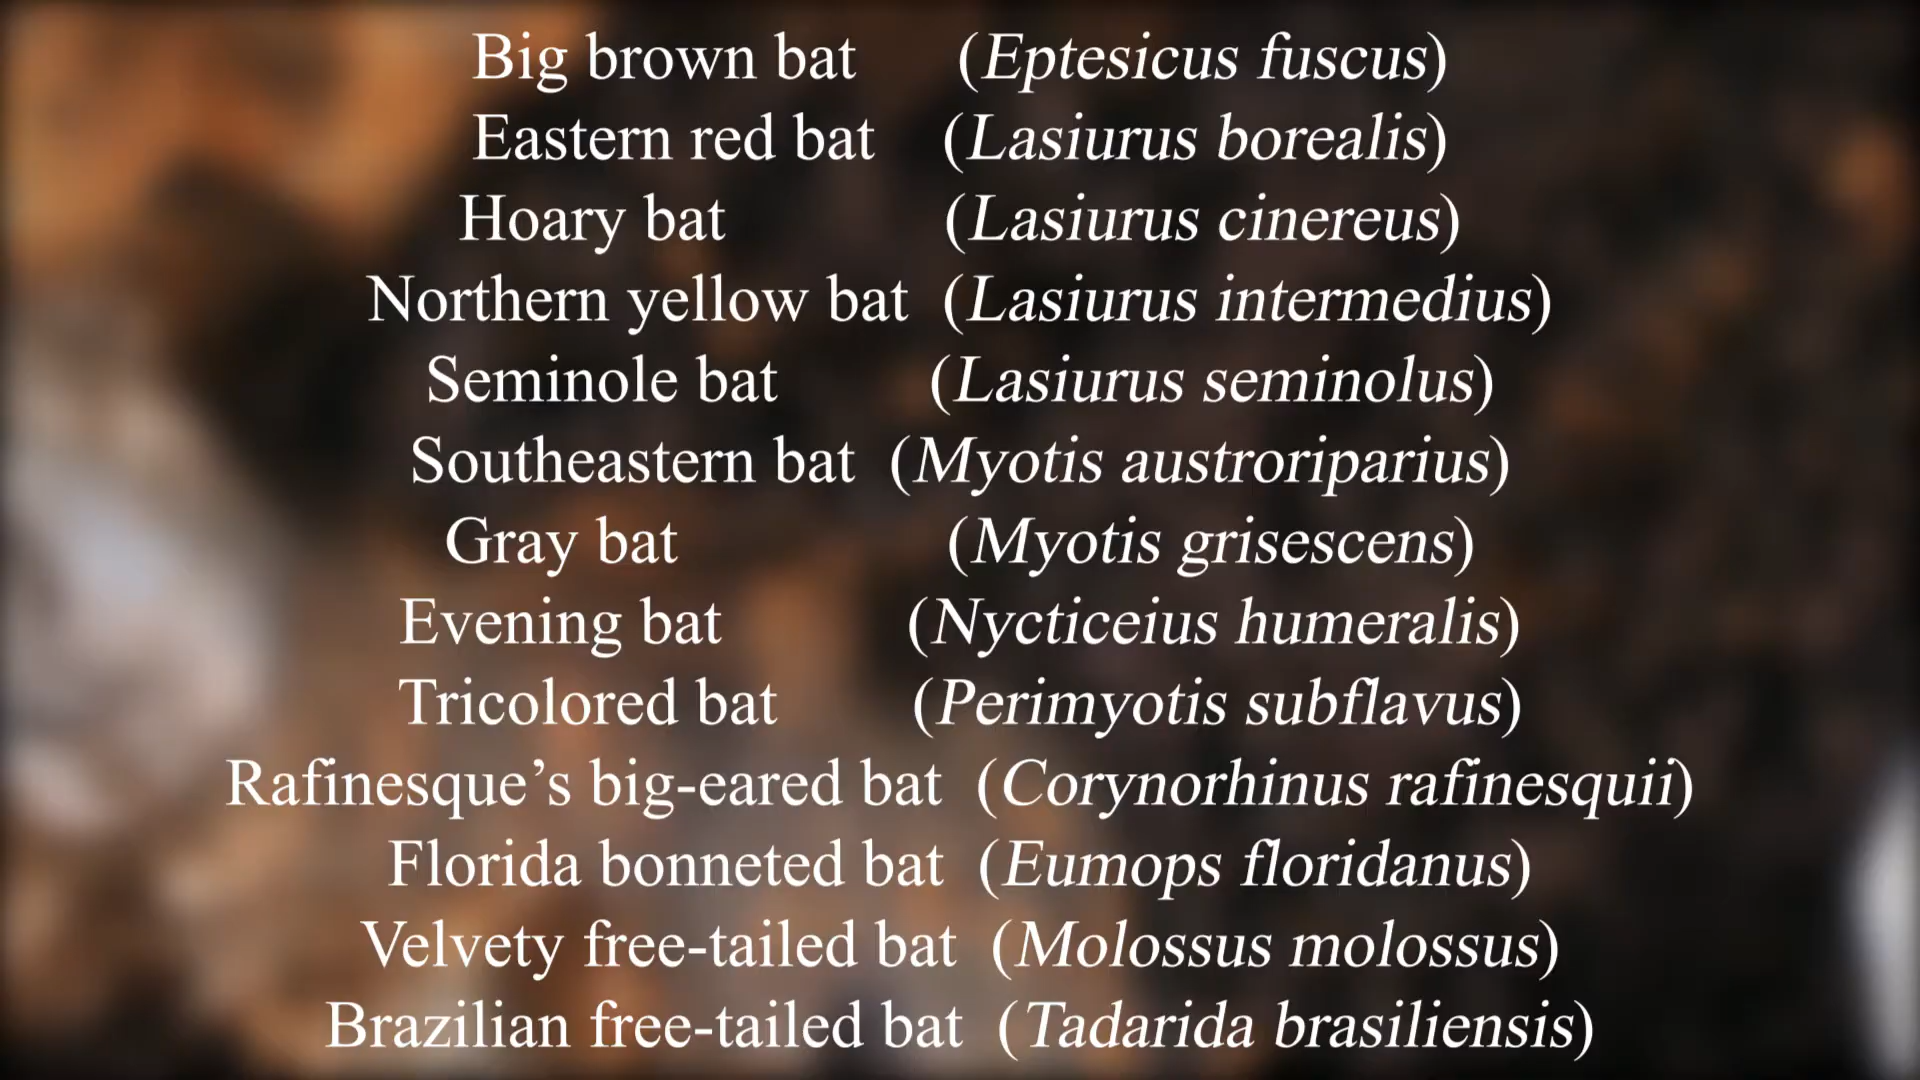 Big brown bat (Eptesicus fuscus)
Eastern red bat (Lasiurus borealis)
Hoary bat (Lasiurus cinereus)
Northern yellow bat (Lasiurus intermedius)
Seminole bat (Lasiurus seminolus)
Southeastern bat (Myotis austroriparius)
Gray bat (Myotis grisescens)
Evening bat (Nycticeius humeralis)
Tricolored bat (Perimyotis subflavus)
Rafinesque’s big-eared bat (Corynorhinus rafinesquii)
Florida bonneted bat (Eumops floridanus)
Velvety free-tailed bat (Molossus molossus)
Brazilian free-tailed bat (Tadarida brasiliensis)